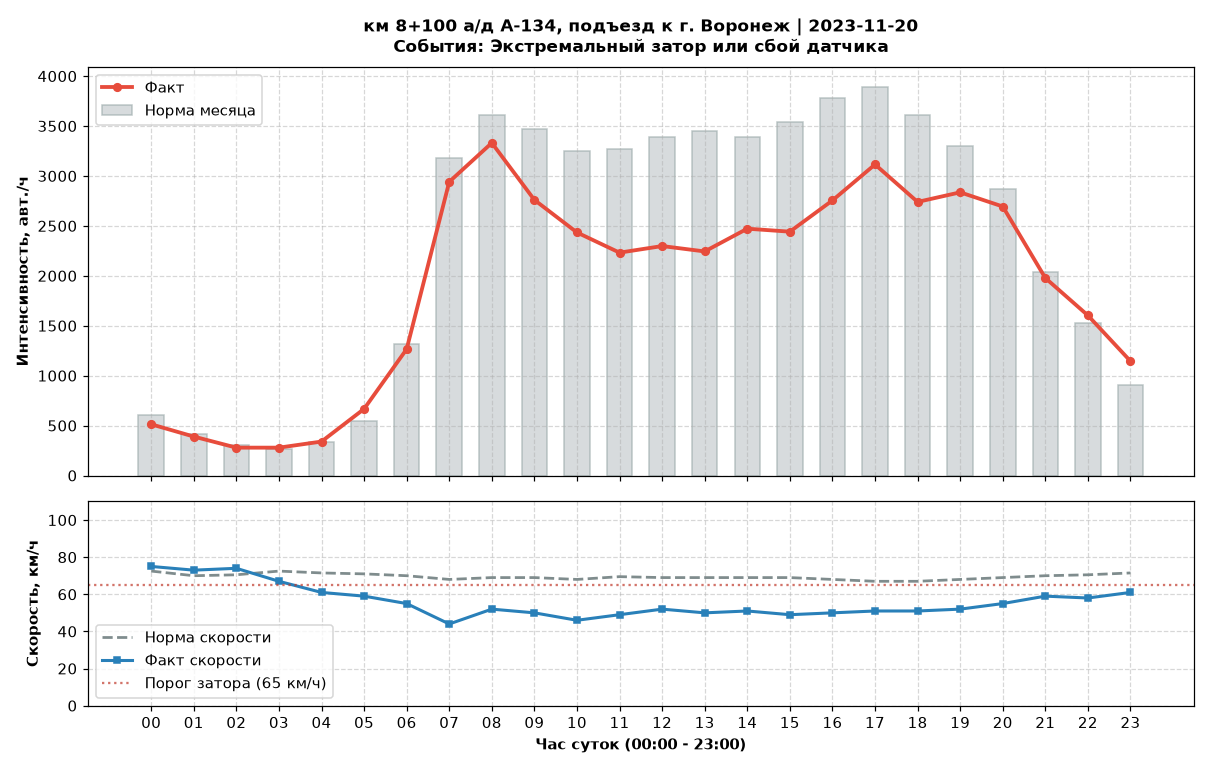 км 8+100 а/д А-134, подъезд к г. Воронеж | 2023-11-20
События: Экстремальный затор или сбой датчика
Интенсивность, авт./ч
4000
3500
3000
2500
2000
1500
1000
500
0
Факт
Норма месяца
Скорость, км/ч
100
80
60
40
20
0
Норма скорости
Факт скорости
Порог затора (65 км/ч)
00 01 02 03 04 05 06 07 08 09 10 11 12 13 14 15 16 17 18 19 20 21 22 23
Час суток (00:00 - 23:00)